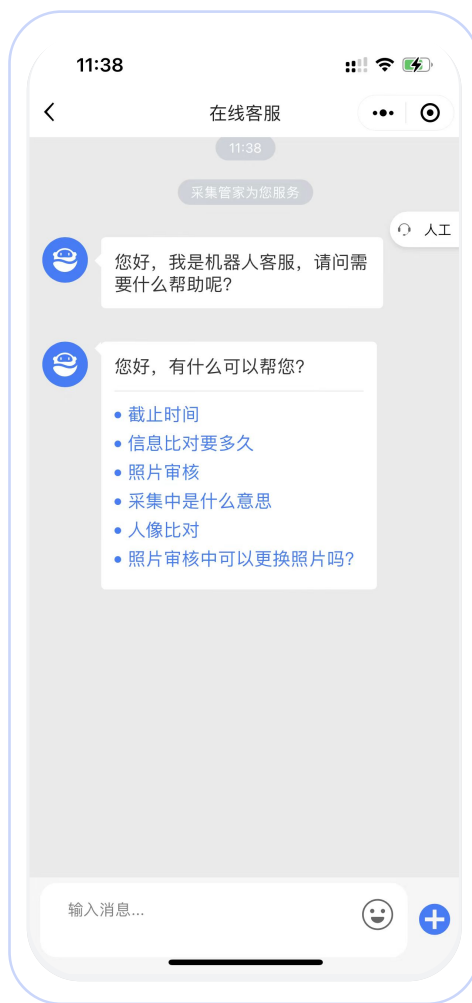 11:38
在线客服
11:38
采集管家为您服务
人工
您好，我是机器人客服，请问需
要什么帮助呢？
您好，有什么可以帮您？
截止时间
信息比对要多久
照片审核
采集中是什么意思
人像比对
照片审核中可以更换照片吗？
输入消息...